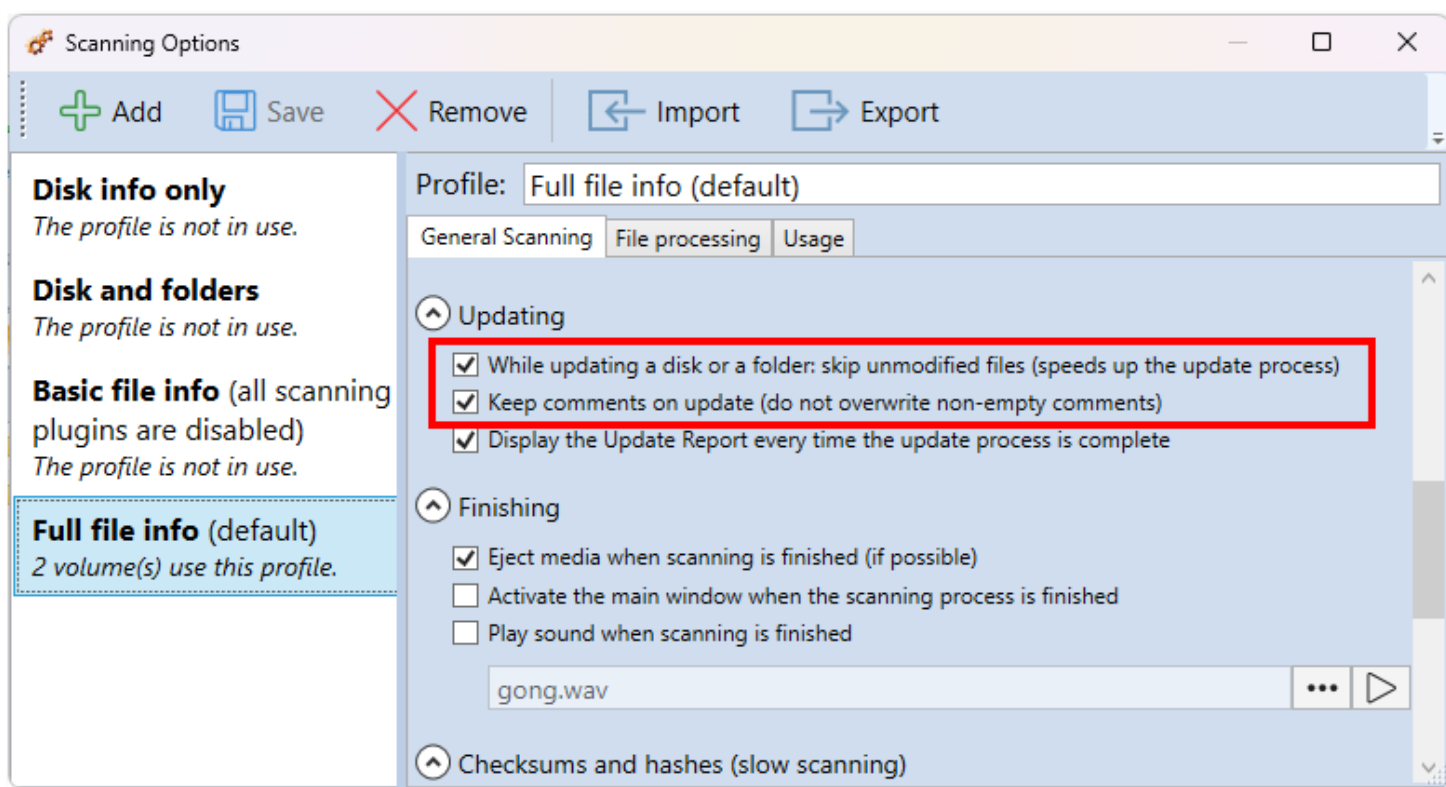 Scanning Options
Add Save Remove Import Export
Disk info only
The profile is not in use.
Disk and folders
The profile is not in use.
Basic file info (all scanning
plugins are disabled)
The profile is not in use.
Full file info (default)
2 volume(s) use this profile.
Profile: Full file info (default)
General Scanning File processing Usage
Updating
While updating a disk or a folder: skip unmodified files (speeds up the update process)
Keep comments on update (do not overwrite non-empty comments)
Display the Update Report every time the update process is complete
Finishing
Eject media when scanning is finished (if possible)
Activate the main window when the scanning process is finished
Play sound when scanning is finished
gong.wav
Checksums and hashes (slow scanning)